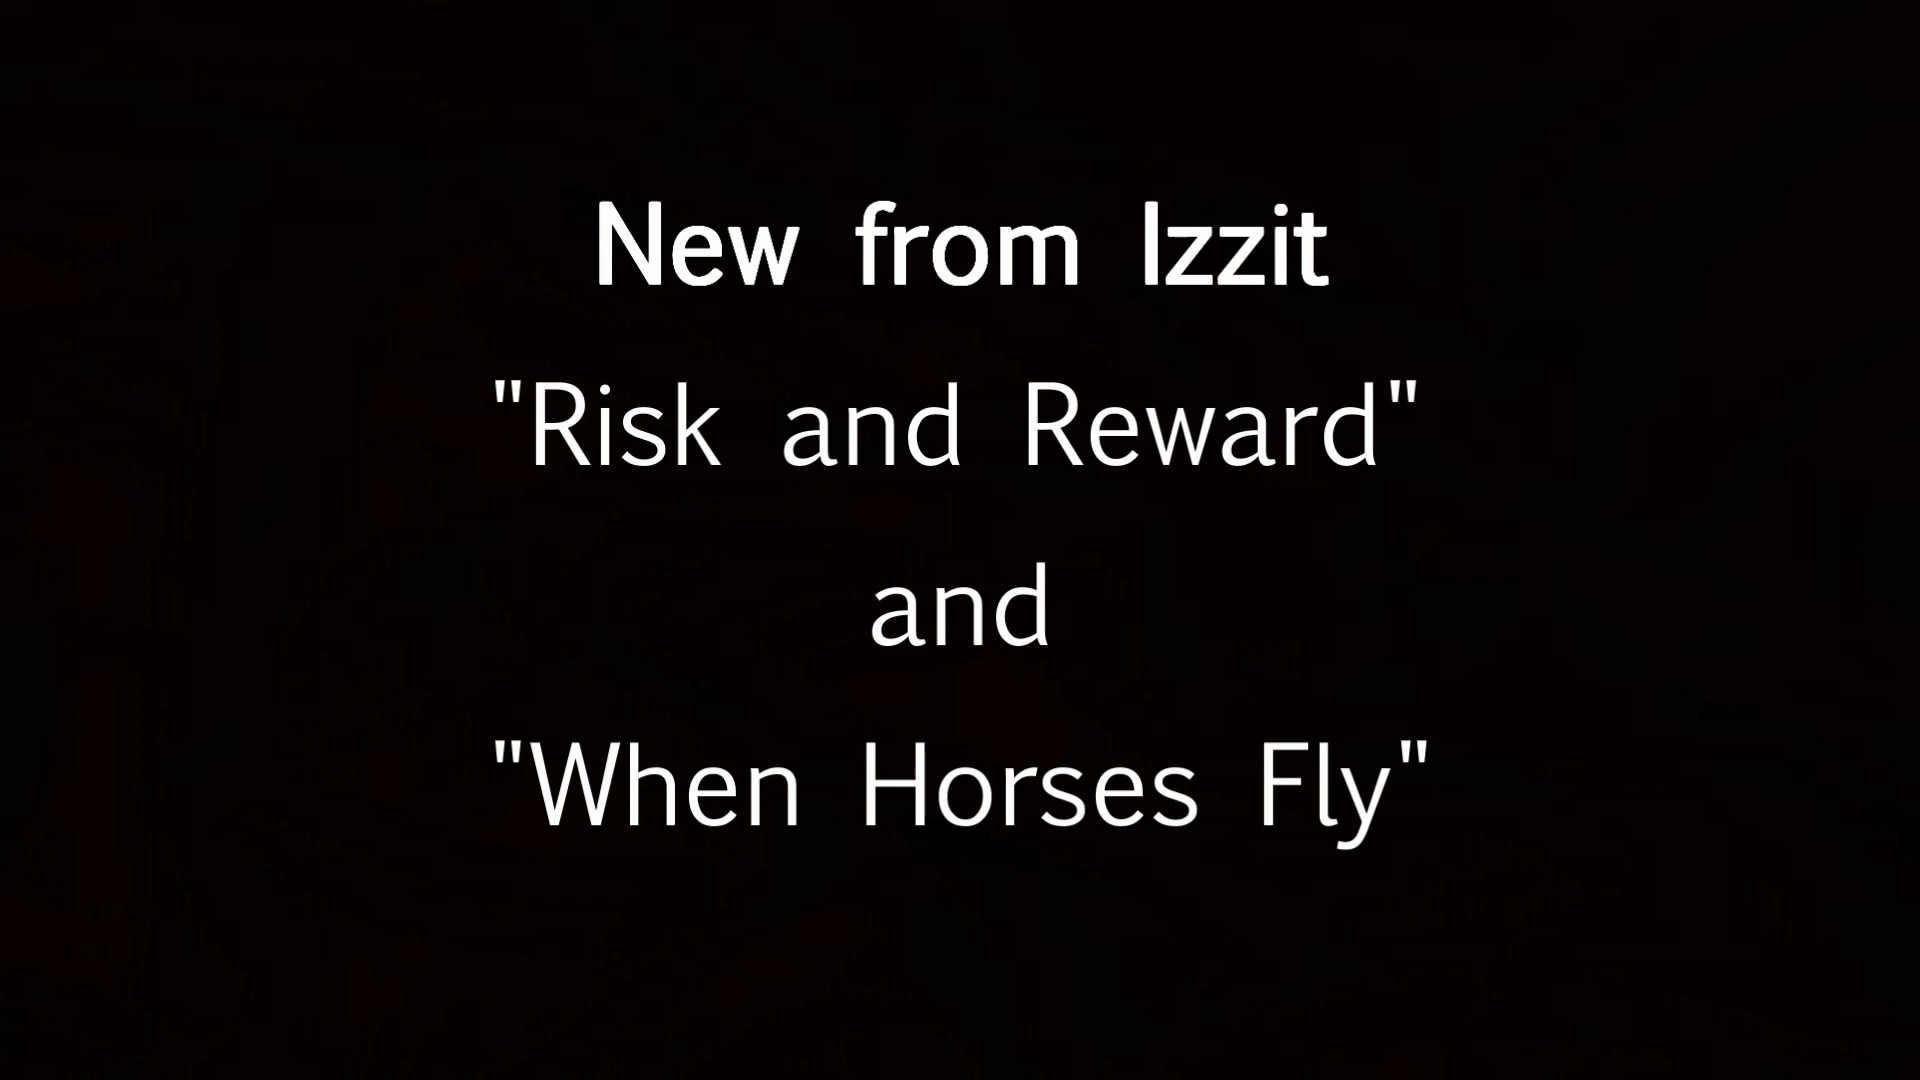 New from Izzit
"Risk and Reward"
and
"When Horses Fly"